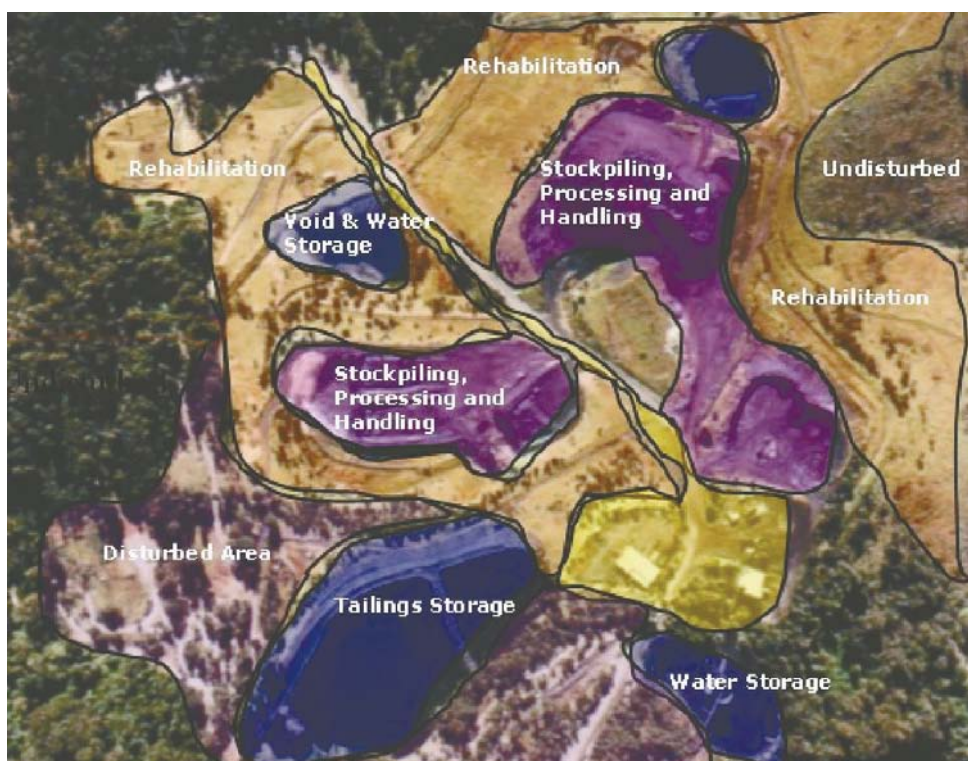 Rehabilitation
Rehabilitation
Stockpiling,
Processing and
Handling
Undisturbed
Void & Water
Storage
Rehabilitation
Stockpiling,
Processing and
Handling
Disturbed Area
Tailings Storage
Water Storage